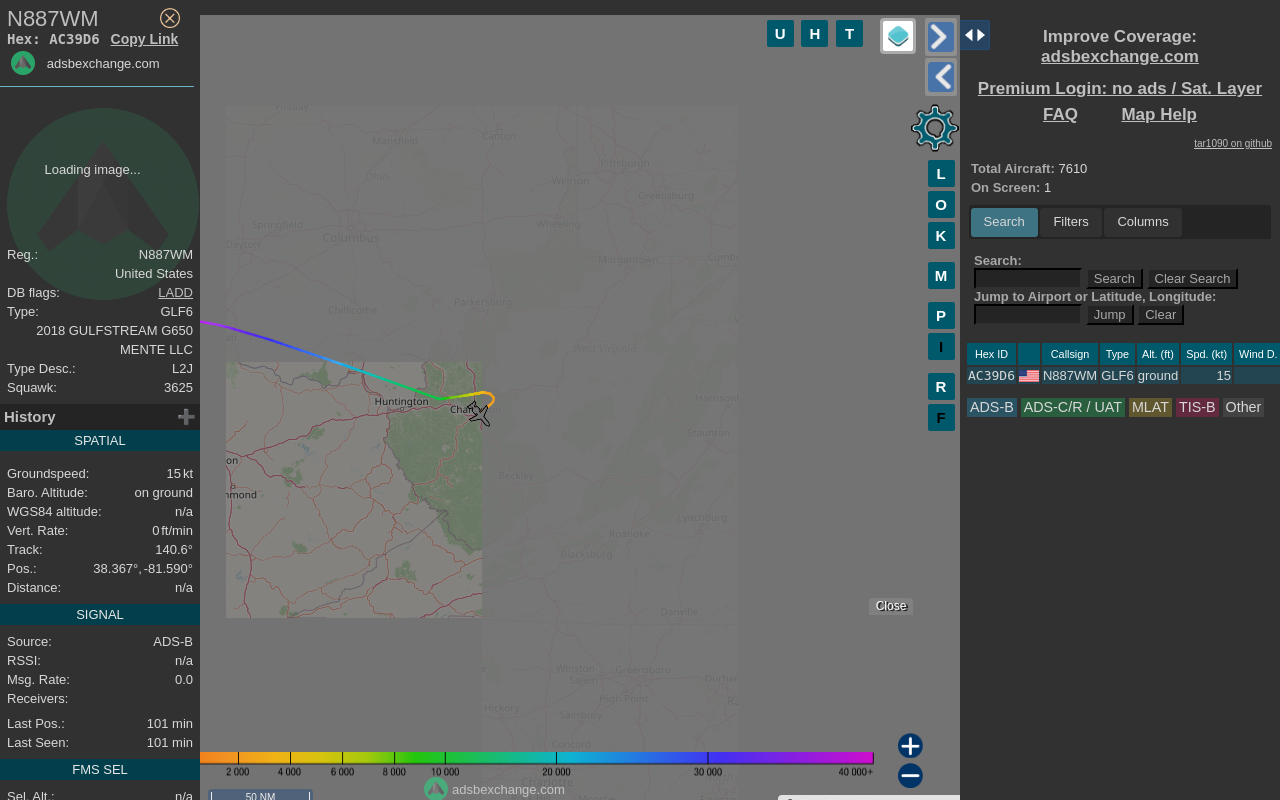 N887WM
Hex: AC39D6 Copy Link
adsbexchange.com
Loading image...
Reg.: N887WM
United States
DB flags: LADD
Type: GLF6
2018 GULFSTREAM G650
MENTE LLC
Type Desc.: L2J
Squawk: 3625
History
SPATIAL
Groundspeed: 15 kt
Baro. Altitude: on ground
WGS84 altitude: n/a
Vert. Rate: 0 ft/min
Track: 140.6°
Pos.: 38.367°, -81.590°
Distance: n/a
SIGNAL
Source: ADS-B
RSSI: n/a
Msg. Rate: 0.0
Receivers:
Last Pos.: 101 min
Last Seen: 101 min
FMS SEL
Sel. Alt.: n/a
U H T
L
O
K
M
P
I
R
F
Mansfield
Canton
Pittsburgh
Ohio
Weirton
Greensburg
Springfield
Wheeling
Columbus
Dayton
Morgantown
Parkersburg
Chillicothe
West Virginia
Huntington
Staunton
Beckley
Lynchburg
Roanoke
Blacksburg
Danville
Winston
Salem
Greensboro
High Point
Hickory
Salisbury
Concord
Charlotte
Close
2 000 4 000 6 000 8 000 10 000 20 000 30 000 40 000+
adsbexchange.com
50 NM
Improve Coverage:
adsbexchange.com
Premium Login: no ads / Sat. Layer
FAQ Map Help
tar1090 on github
Total Aircraft: 7610
On Screen: 1
Search Filters Columns
Search:
Search Clear Search
Jump to Airport or Latitude, Longitude:
Jump Clear
Hex ID Callsign Type Alt. (ft) Spd. (kt) Wind D.
AC39D6 N887WM GLF6 ground 15
ADS-B ADS-C/R / UAT MLAT TIS-B Other